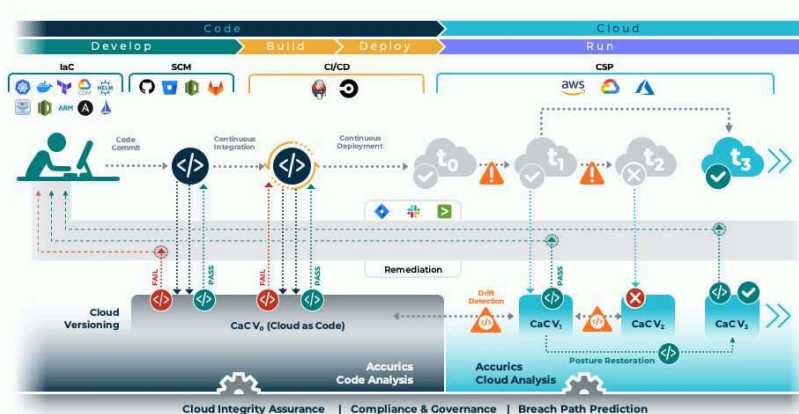 Code
Cloud
Develop
Build
Deploy
Run
IaC
SCM
CI/CD
CSP
CDM
HELM
ARM
aws
Code
Commit
Continuous
Integration
Continuous
Deployment
t0
t1
t2
t3
Remediation
FAIL
PASS
FAIL
PASS
PASS
Drift
Detection
Cloud
Versioning
CaC V0 (Cloud as Code)
CaC V1
CaC V2
CaC V3
Posture Restoration
Accurics
Code Analysis
Accurics
Cloud Analysis
Cloud Integrity Assurance | Compliance & Governance | Breach Path Prediction